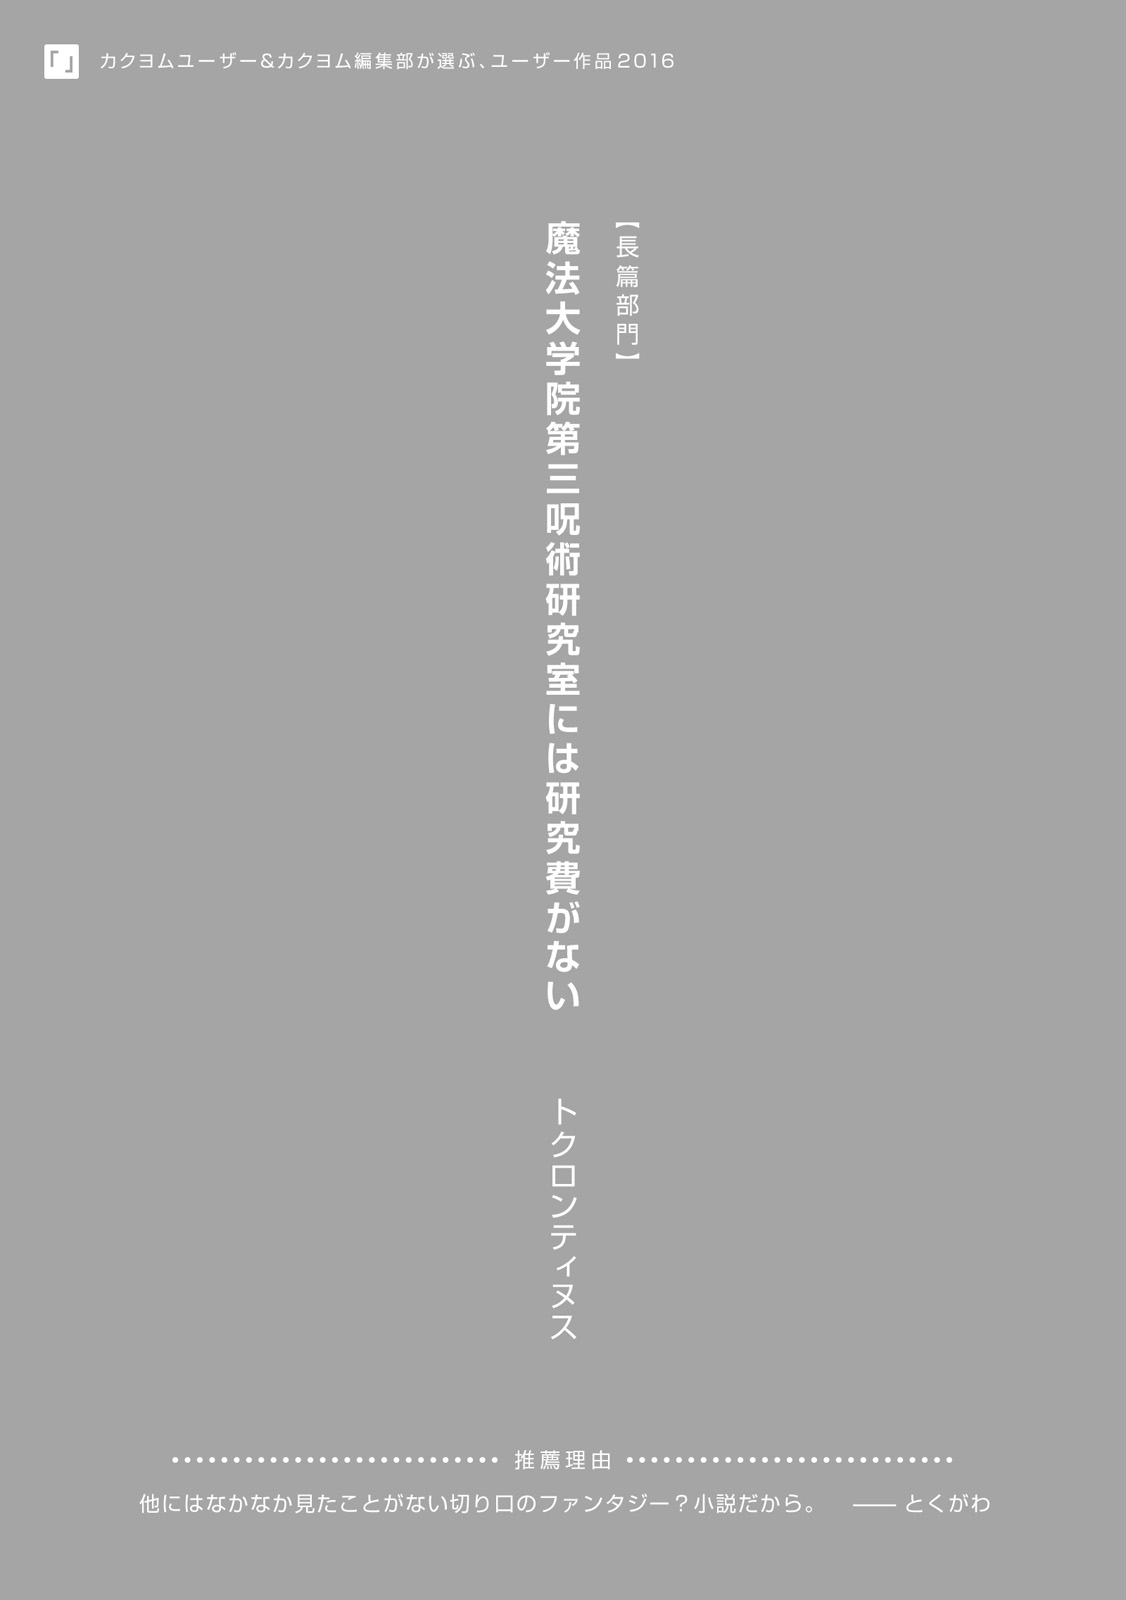 「」 カクヨムユーザー&カクヨム編集部が選ぶ、ユーザー作品2016
【長篇部門】
魔法大学院第三呪術研究室には研究費がない
トクロンティヌス
推薦理由
他にはなかなか見たことがない切り口のファンタジー？小説だから。 ―― とくがわ